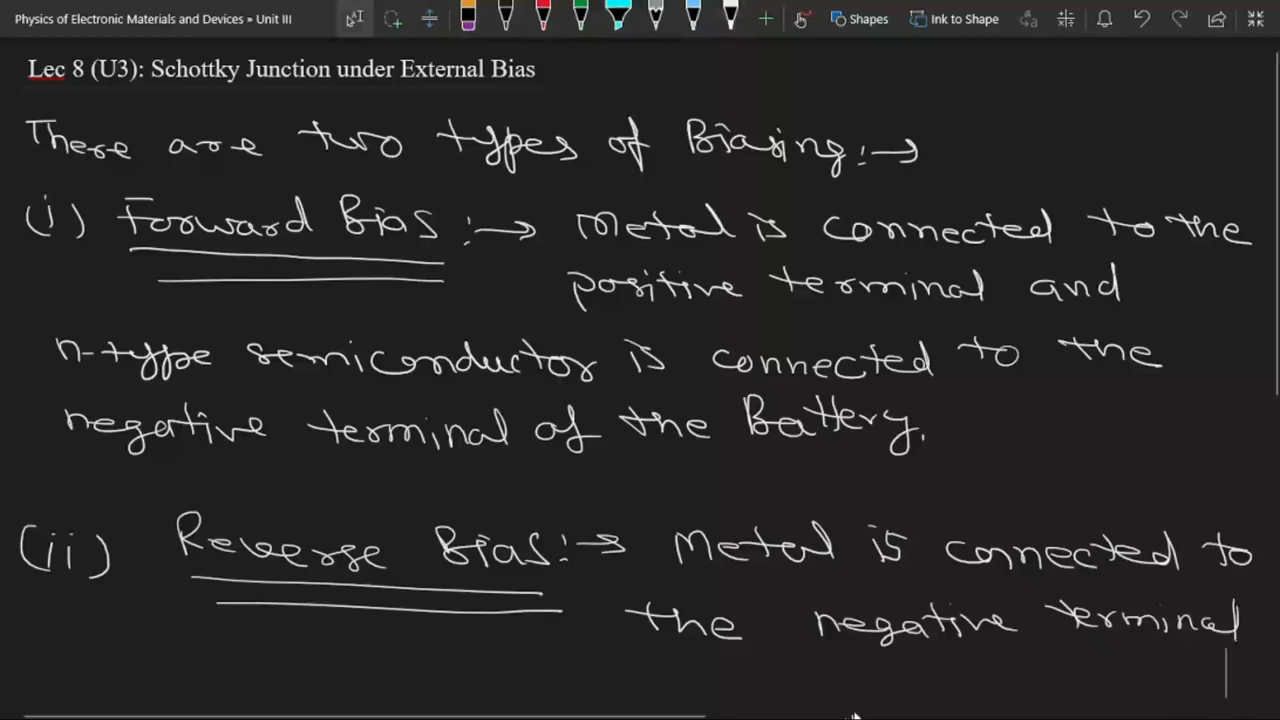 Physics of Electronic Materials and Devices » Unit III
Shapes
Ink to Shape
Lec 8 (U3): Schottky Junction under External Bias
There are two types of Biasing:→
(i) Forward Bias :→ Metal is connected to the
positive terminal and
n-type semiconductor is connected to the
negative terminal of the Battery.
(ii) Reverse Bias:→ Metal is connected to
the negative terminal